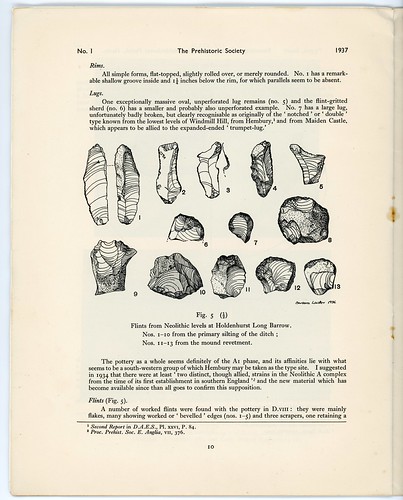 No. 1 The Prehistoric Society 1937
Rims.
All simple forms, flat-topped, slightly rolled over, or merely rounded. No. 1 has a remark-
able shallow groove inside and 1½ inches below the rim, for which parallels seem to be absent.
Lugs.
One exceptionally massive oval, unperforated lug remains (no. 5) and the flint-gritted
sherd (no. 6) has a smaller and probably also unperforated example. No. 7 has a large lug,
unfortunately badly broken, but clearly recognisable as originally of the ' notched ' or ' double '
type known from the lowest levels of Windmill Hill, from Hembury,¹ and from Maiden Castle,
which appears to be allied to the expanded-ended ' trumpet-lug.'
1
2
3
4
5
6
7
8
9
10
11
12
13
1936
Fig. 5 (½)
Flints from Neolithic levels at Holdenhurst Long Barrow.
Nos. 1–10 from the primary silting of the ditch ;
Nos. 11–13 from the mound revetment.
The pottery as a whole seems definitely of the A1 phase, and its affinities lie with what
seems to be a south-western group of which Hembury may be taken as the type site. I suggested
in 1934 that there were at least ' two distinct, though allied, strains in the Neolithic A complex
from the time of its first establishment in southern England '² and the new material which has
become available since than all goes to confirm this supposition.
Flints (Fig. 5).
A number of worked flints were found with the pottery in D.VIII : they were mainly
flakes, many showing worked or ' bevelled ' edges (nos. 1–5) and three scrapers, one retaining a
¹ Second Report in D.A.E.S., Pl. xxvi, P. 84.
² Proc. Prehist. Soc. E. Anglia, VII, 376.
10